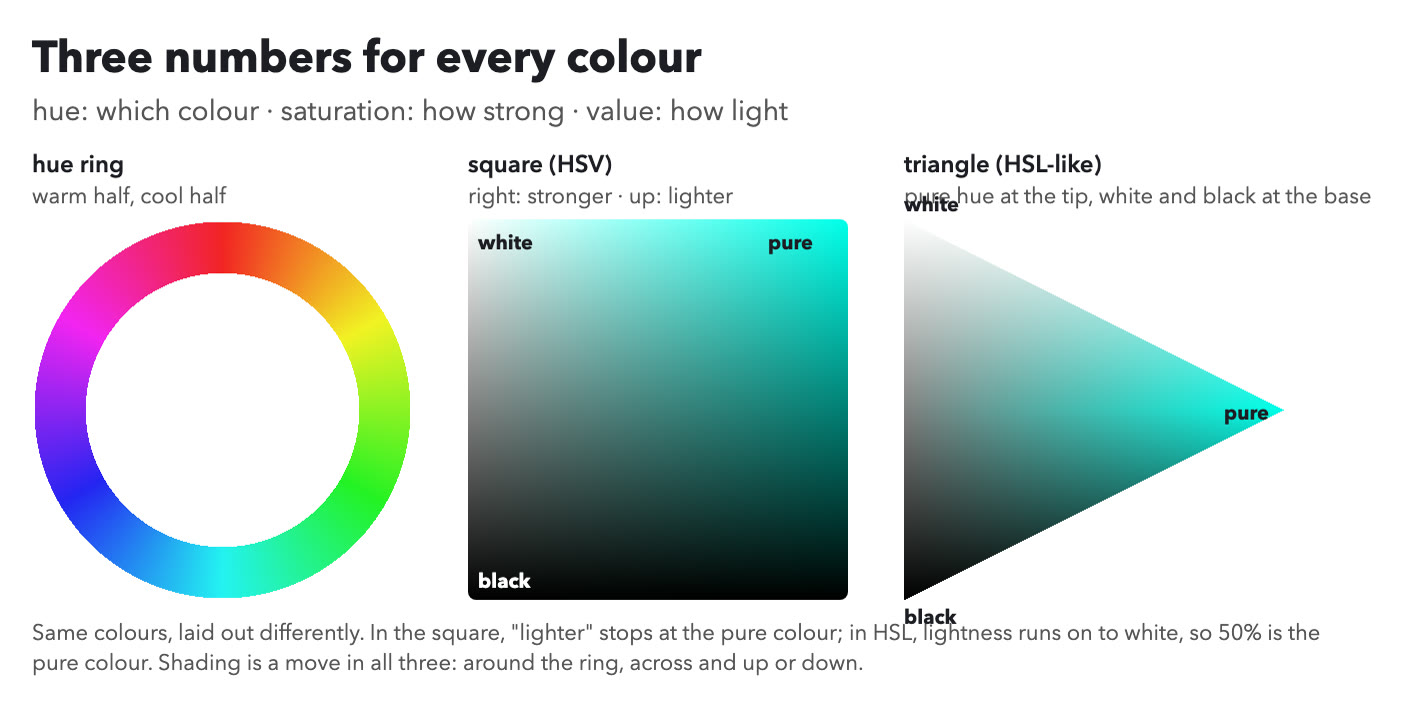 Three numbers for every colour
hue: which colour · saturation: how strong · value: how light
hue ring
warm half, cool half
square (HSV)
right: stronger · up: lighter
triangle (HSL-like)
pure hue at the tip, white and black at the base
white
white
pure
pure
black
black
Same colours, laid out differently. In the square, "lighter" stops at the pure colour; in HSL, lightness runs on to white, so 50% is the
pure colour. Shading is a move in all three: around the ring, across and up or down.